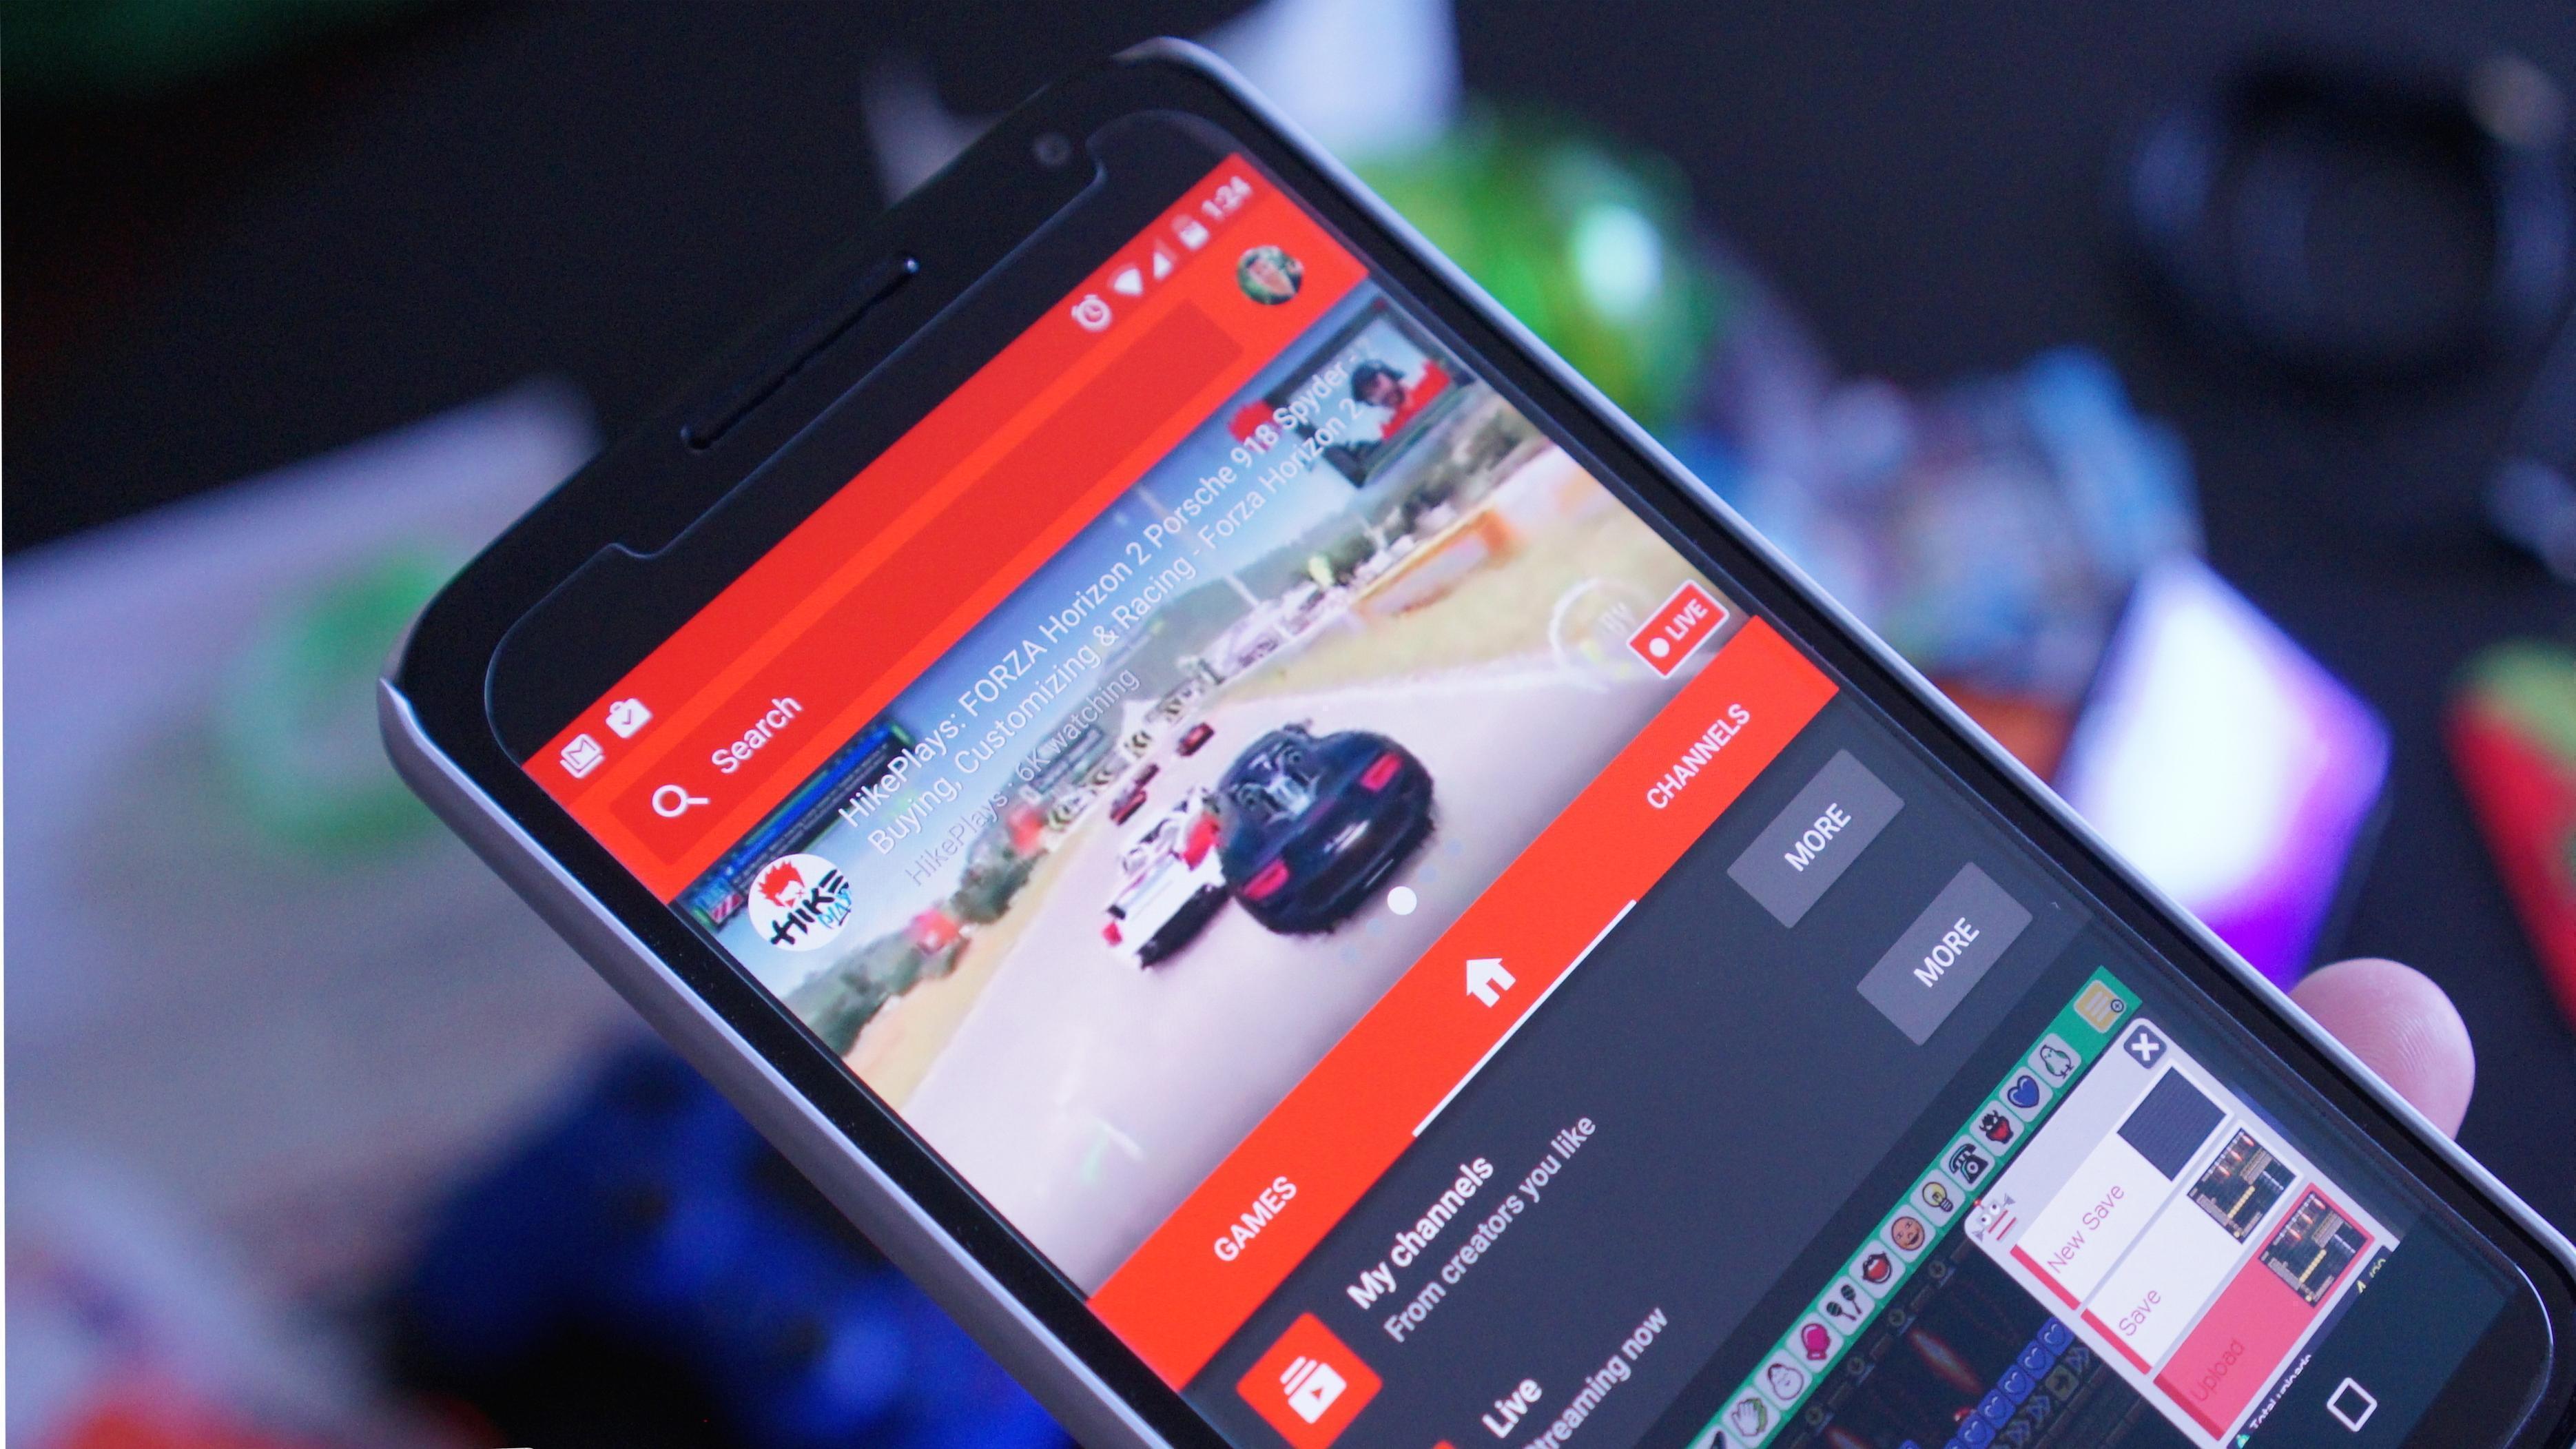 1:24
Search
HikePlays: FORZA Horizon 2 Porsche 918 Spyder -
Buying, Customizing & Racing - Forza Horizon 2
HikePlays · 6K watching
HIKE
PLAY
LIVE
GAMES
CHANNELS
My channels
From creators you like
MORE
Live
Streaming now
MORE
New Save
Save
Upload